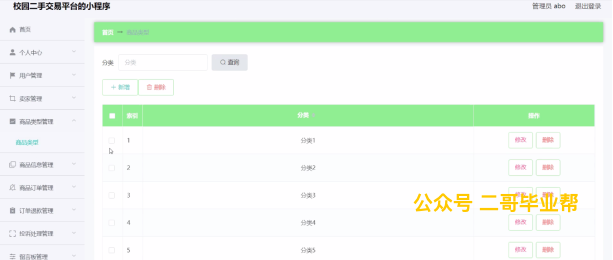 校园二手交易平台的小程序
管理员 abo 退出登录
首页
首页 商品类型
个人中心
用户管理
卖家管理
商品类型管理
商品类型
商品信息管理
商品订单管理
订单退款管理
投诉处理管理
留言板管理
分类 分类 查询
+ 新增 删除
索引 分类 操作
1 分类1 修改 删除
2 分类2 修改 删除
3 分类3 修改 删除
4 分类4 修改 删除
5 分类5 修改 删除
公众号 二哥毕业帮